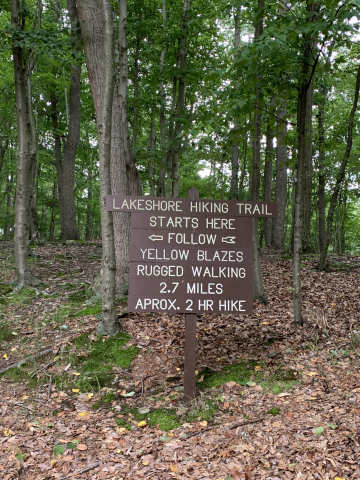 LAKESHORE HIKING TRAIL
STARTS HERE
⇦ FOLLOW ⇦
YELLOW BLAZES
RUGGED WALKING
2.7 MILES
APROX. 2 HR HIKE